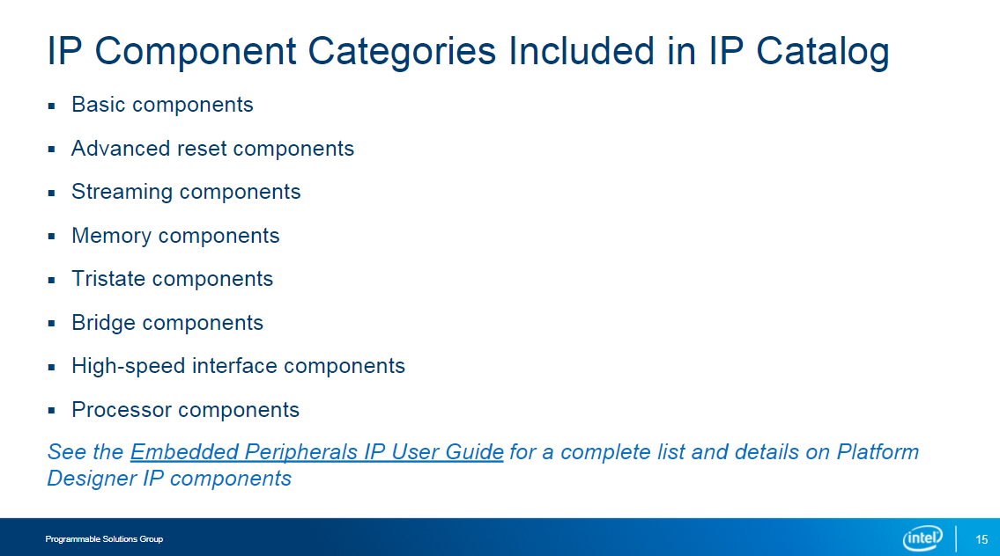 IP Component Categories Included in IP Catalog
▪ Basic components
▪ Advanced reset components
▪ Streaming components
▪ Memory components
▪ Tristate components
▪ Bridge components
▪ High-speed interface components
▪ Processor components
See the Embedded Peripherals IP User Guide for a complete list and details on Platform
Designer IP components
Programmable Solutions Group
intel
15